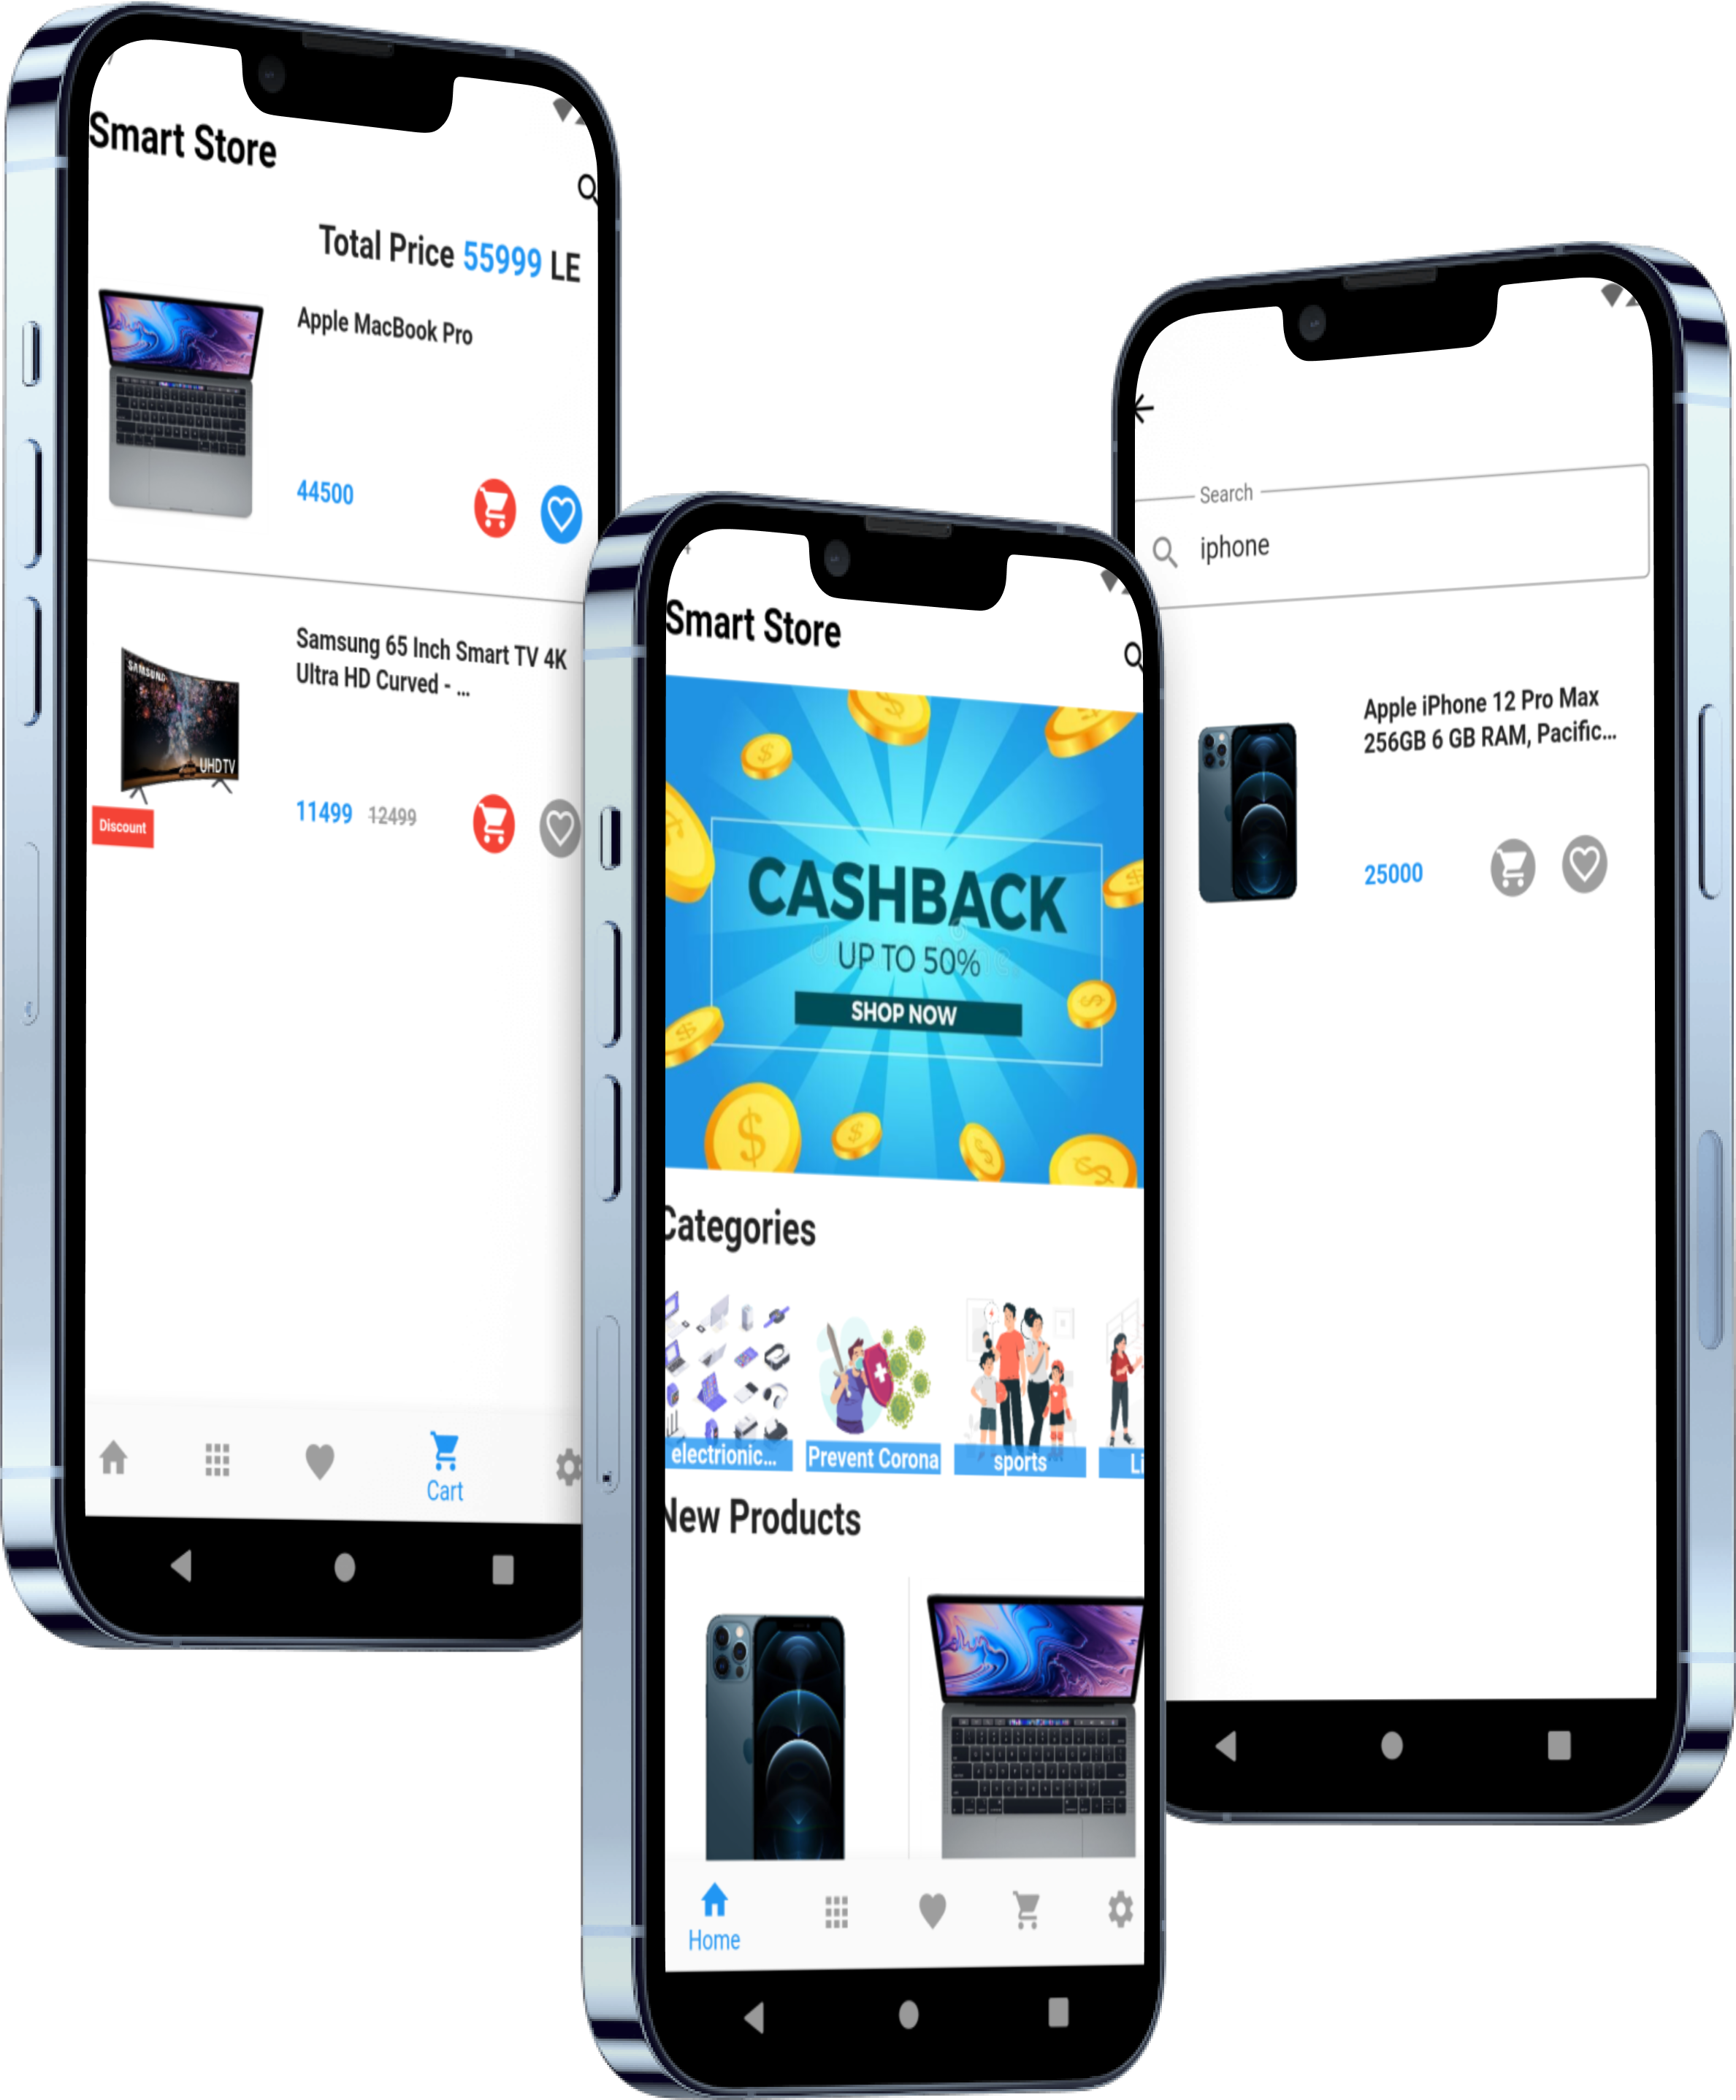 Smart Store
Total Price 55999 LE
Apple MacBook Pro
44500
Samsung 65 Inch Smart TV 4K
Ultra HD Curved - ...
SAMSUNG
UHD TV
Discount
11499 12499
Cart
Smart Store
CASHBACK
UP TO 50%
SHOP NOW
Categories
electrionic...
Prevent Corona
sports
Li
New Products
Home
Search
iphone
Apple iPhone 12 Pro Max
256GB 6 GB RAM, Pacific...
25000